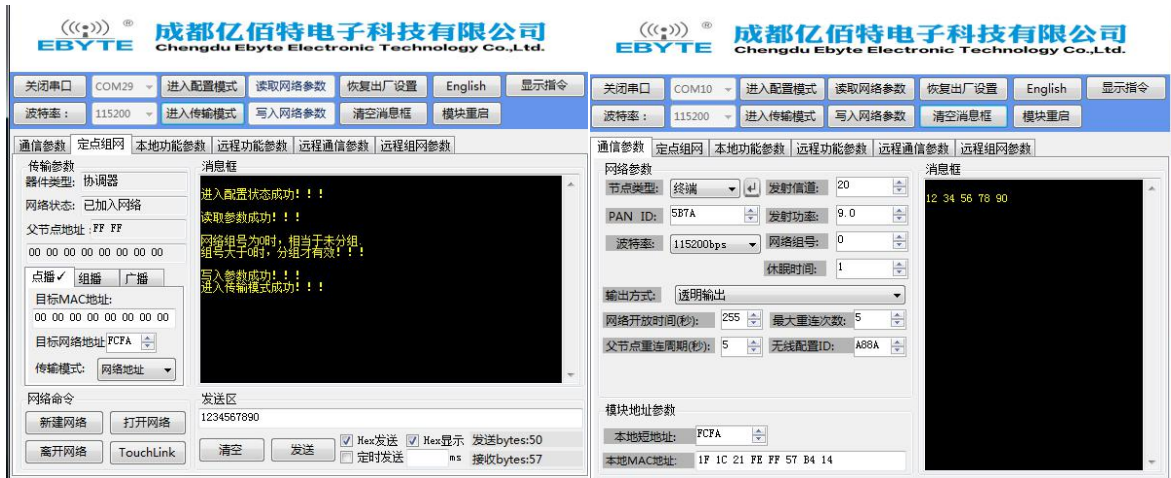 EBYTE ® 成都亿佰特电子科技有限公司
Chengdu Ebyte Electronic Technology Co.,Ltd.
关闭串口 COM29 进入配置模式 读取网络参数 恢复出厂设置 English 显示指令
波特率： 115200 进入传输模式 写入网络参数 清空消息框 模块重启
通信参数 定点组网 本地功能参数 远程功能参数 远程通信参数 远程组网参数
传输参数
器件类型: 协调器
网络状态: 已加入网络
父节点地址: FF FF
00 00 00 00 00 00 00 00
点播✓ 组播 广播
目标MAC地址:
00 00 00 00 00 00 00 00
目标网络地址 FCFA
传输模式: 网络地址
网络命令
新建网络 打开网络
离开网络 TouchLink
消息框
进入配置状态成功！！！
读取参数成功！！！
网络组号为0时，相当于未分组.
组号大于0时，分组才有效！！！
写入参数成功！！！
进入传输模式成功！！！
发送区
1234567890
清空 发送 Hex发送 Hex显示 发送bytes:50
定时发送 ms 接收bytes:57
EBYTE ® 成都亿佰特电子科技有限公司
Chengdu Ebyte Electronic Technology Co.,Ltd.
关闭串口 COM10 进入配置模式 读取网络参数 恢复出厂设置 English 显示指令
波特率： 115200 进入传输模式 写入网络参数 清空消息框 模块重启
通信参数 定点组网 本地功能参数 远程功能参数 远程通信参数 远程组网参数
网络参数
节点类型: 终端 发射信道: 20
PAN ID: 5B7A 发射功率: 9.0
波特率: 115200bps 网络组号: 0
休眠时间: 1
输出方式: 透明输出
网络开放时间(秒): 255 最大重连次数: 5
父节点重连周期(秒): 5 无线配置ID: A88A
模块地址参数
本地短地址: FCFA
本地MAC地址: 1F 1C 21 FE FF 57 B4 14
消息框
12 34 56 78 90